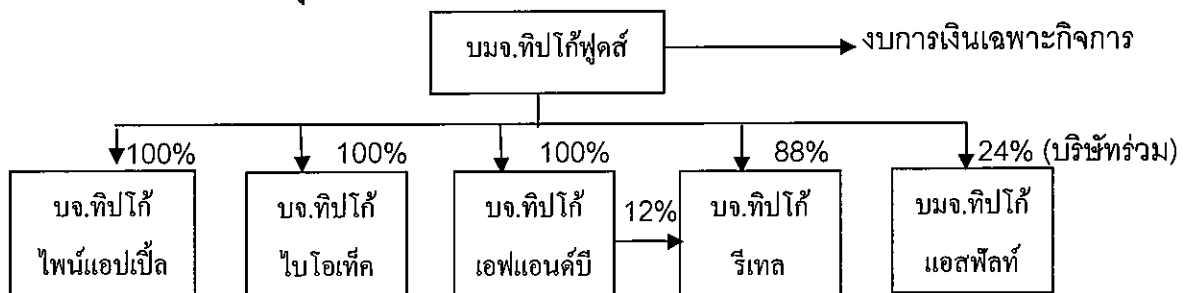 บมจ.ทิปโก้ฟูดส์
งบการเงินเฉพาะกิจการ
100%
100%
100%
88%
24% (บริษัทร่วม)
บจ.ทิปโก้
ไพน์แอปเปิ้ล
บจ.ทิปโก้
ไบโอเท็ค
บจ.ทิปโก้
เอฟแอนด์บี
12%
บจ.ทิปโก้
รีเทล
บมจ.ทิปโก้
แอสฟัลท์